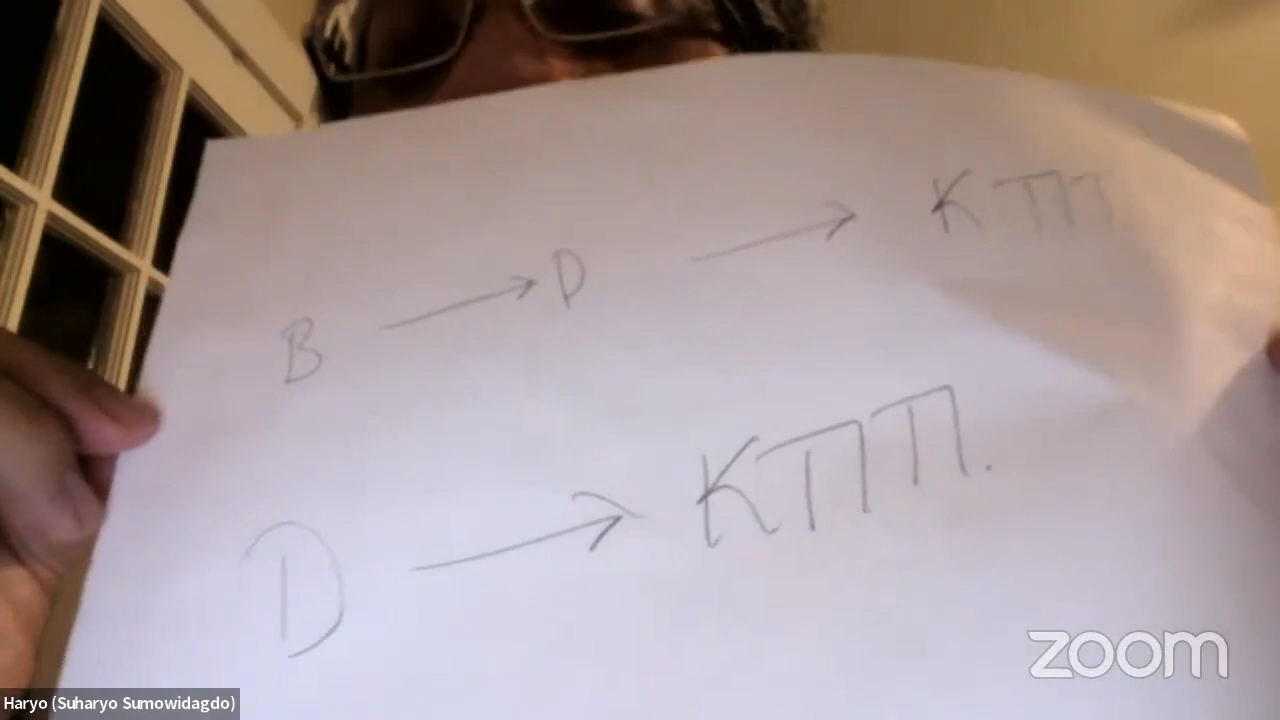 B → D → Kππ
D → Kππ.
zoom
Haryo (Suharyo Sumowidagdo)